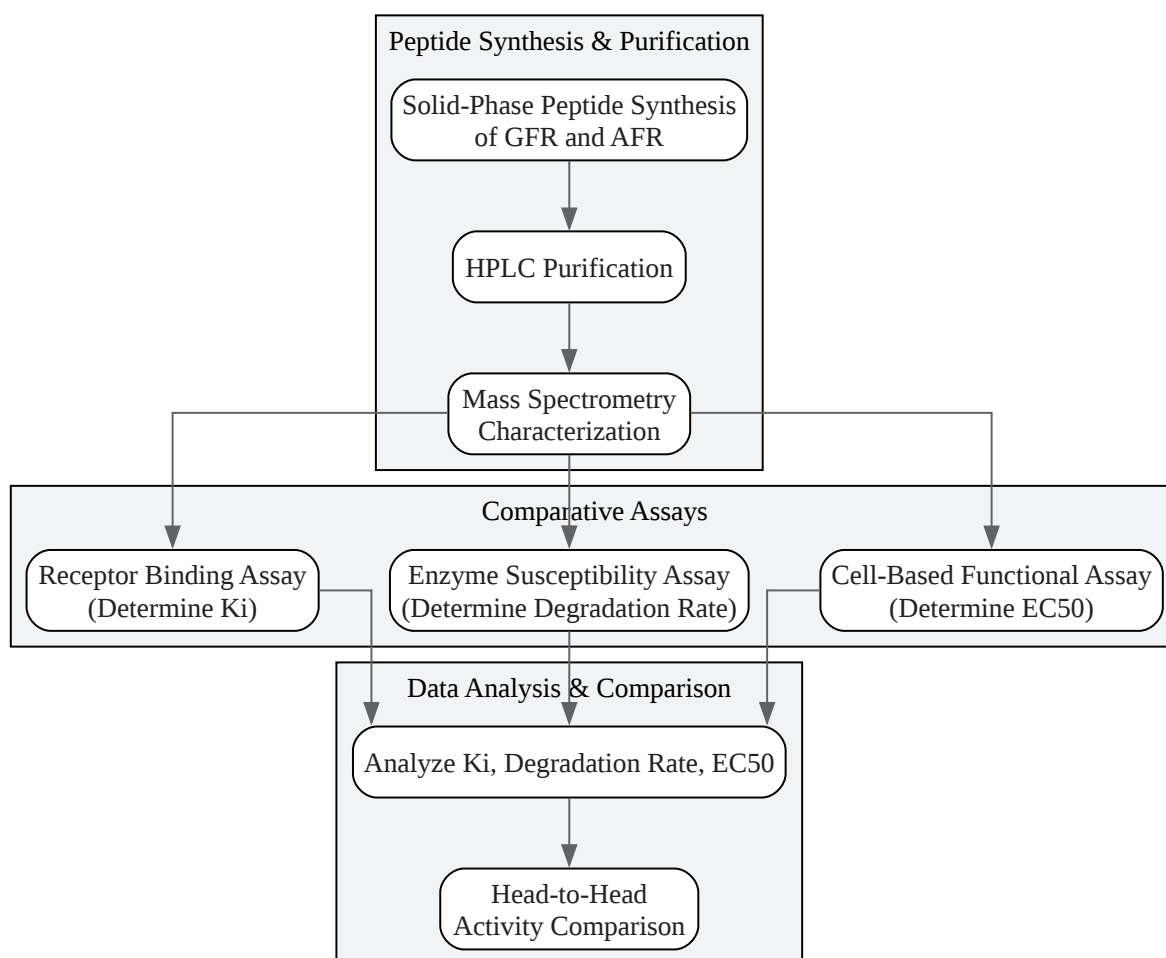 Peptide Synthesis & Purification
Solid-Phase Peptide Synthesis
of GFR and AFR
HPLC Purification
Mass Spectrometry
Characterization
Comparative Assays
Receptor Binding Assay
(Determine Ki)
Enzyme Susceptibility Assay
(Determine Degradation Rate)
Cell-Based Functional Assay
(Determine EC50)
Data Analysis & Comparison
Analyze Ki, Degradation Rate, EC50
Head-to-Head
Activity Comparison